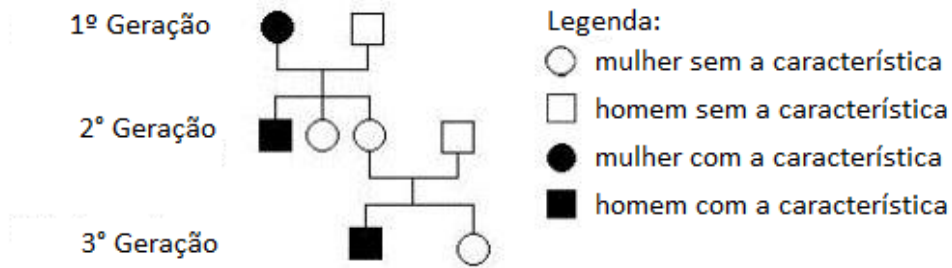 1º Geração
2° Geração
3° Geração
Legenda:
mulher sem a característica
homem sem a característica
mulher com a característica
homem com a característica